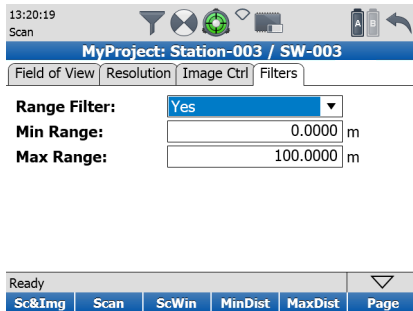 13:20:19
Scan
A B
MyProject: Station-003 / SW-003
Field of View Resolution Image Ctrl Filters
Range Filter: Yes
Min Range: 0.0000 m
Max Range: 100.0000 m
Ready
Sc&Img Scan ScWin MinDist MaxDist Page